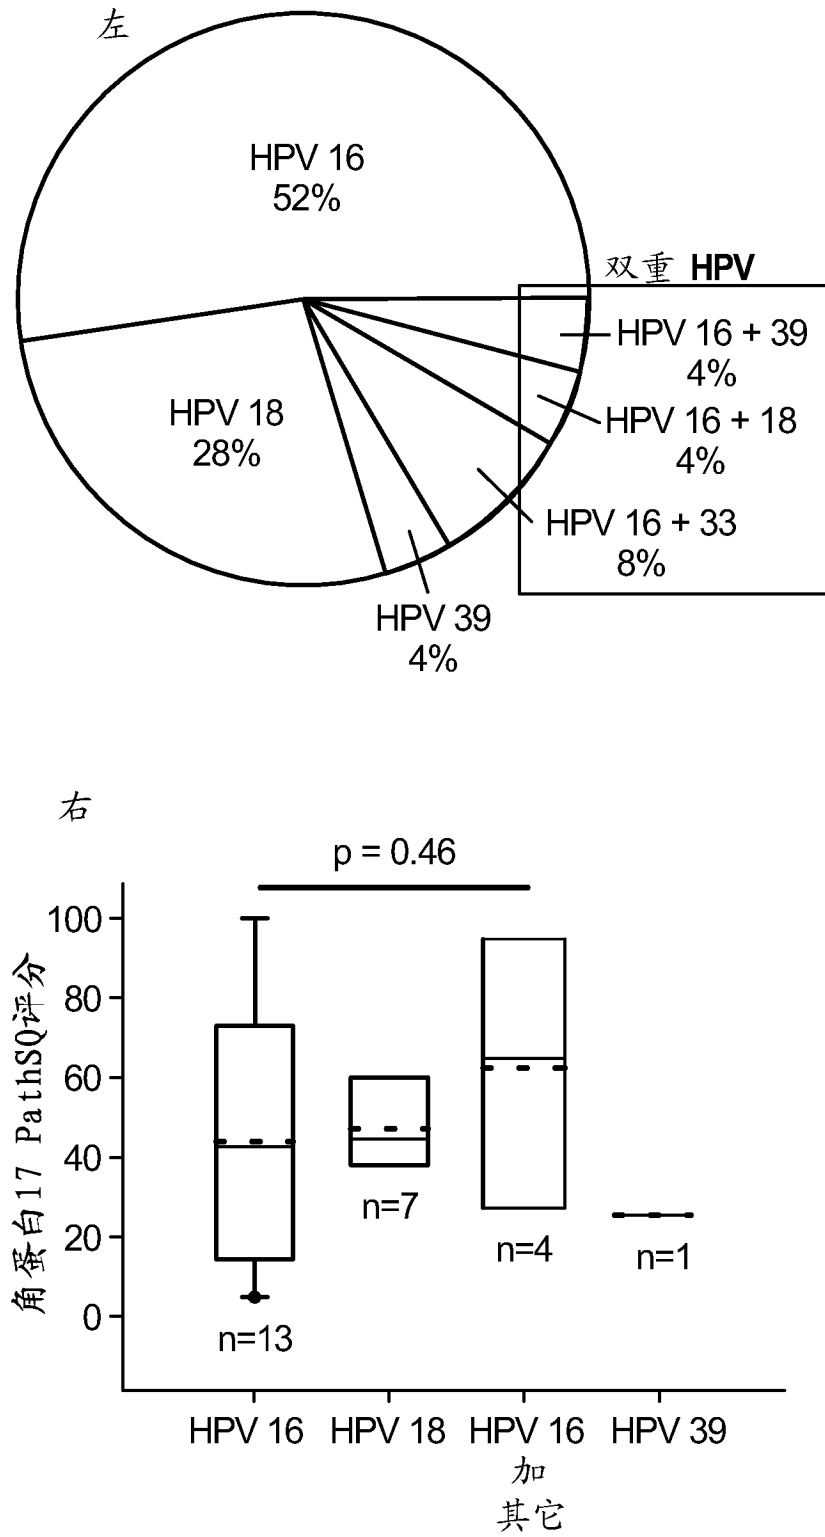 左
HPV 16
52%
双重 HPV
HPV 16 + 39
4%
HPV 16 + 18
4%
HPV 16 + 33
8%
HPV 18
28%
HPV 39
4%
右
p = 0.46
角蛋白17 PathSQ评分
100
80
60
40
20
0
n=13
n=7
n=4
n=1
HPV 16
HPV 18
HPV 16
加
其它
HPV 39